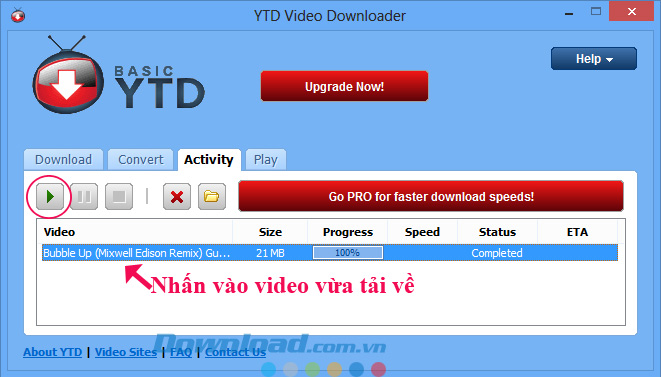 YTD Video Downloader
BASIC
YTD
Upgrade Now!
Help
Download Convert Activity Play
Go PRO for faster download speeds!
Video Size Progress Speed Status ETA
Bubble Up (Mixwell Edison Remix) Gu... 21 MB 100% Completed
Nhấn vào video vừa tải về
Download.com.vn
About YTD | Video Sites | FAQ | Contact Us